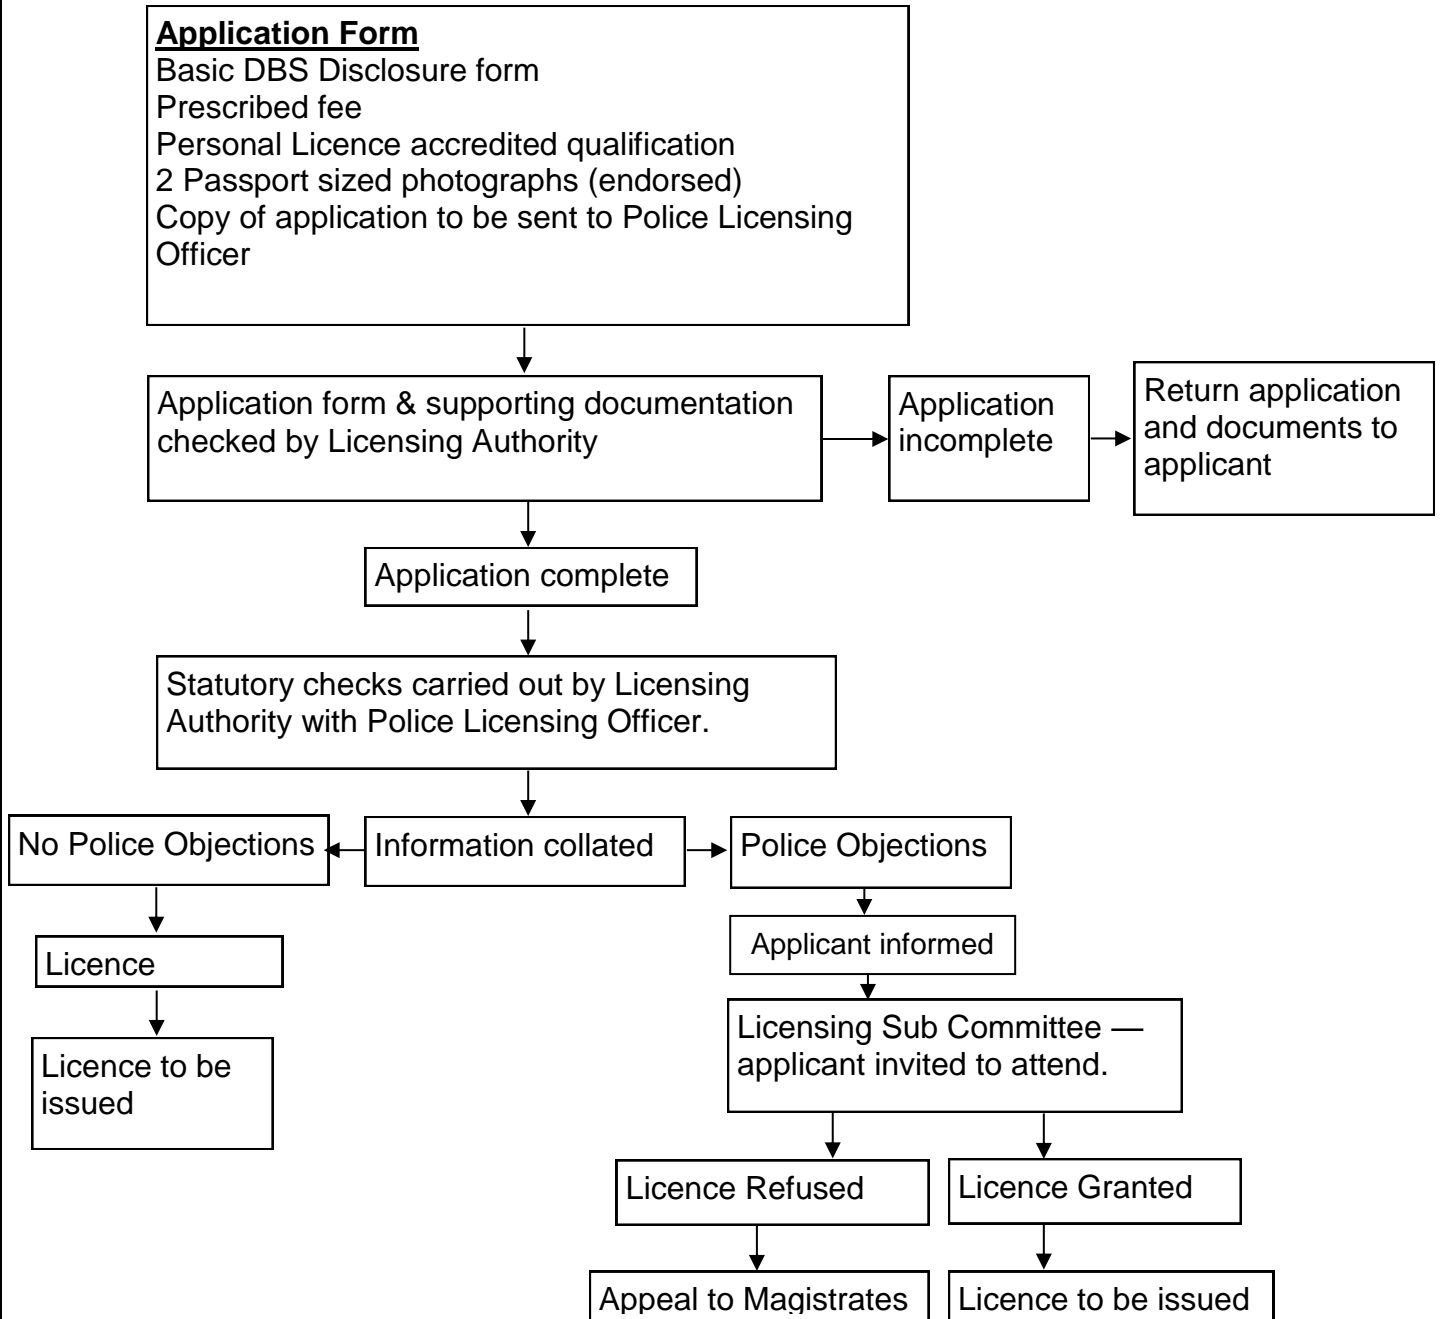 Application Form
Basic DBS Disclosure form
Prescribed fee
Personal Licence accredited qualification
2 Passport sized photographs (endorsed)
Copy of application to be sent to Police Licensing
Officer
Application form & supporting documentation
checked by Licensing Authority
Application
incomplete
Return application
and documents to
applicant
Application complete
Statutory checks carried out by Licensing
Authority with Police Licensing Officer.
No Police Objections
Information collated
Police Objections
Applicant informed
Licence
Licence to be
issued
Licensing Sub Committee —
applicant invited to attend.
Licence Refused
Licence Granted
Appeal to Magistrates
Licence to be issued